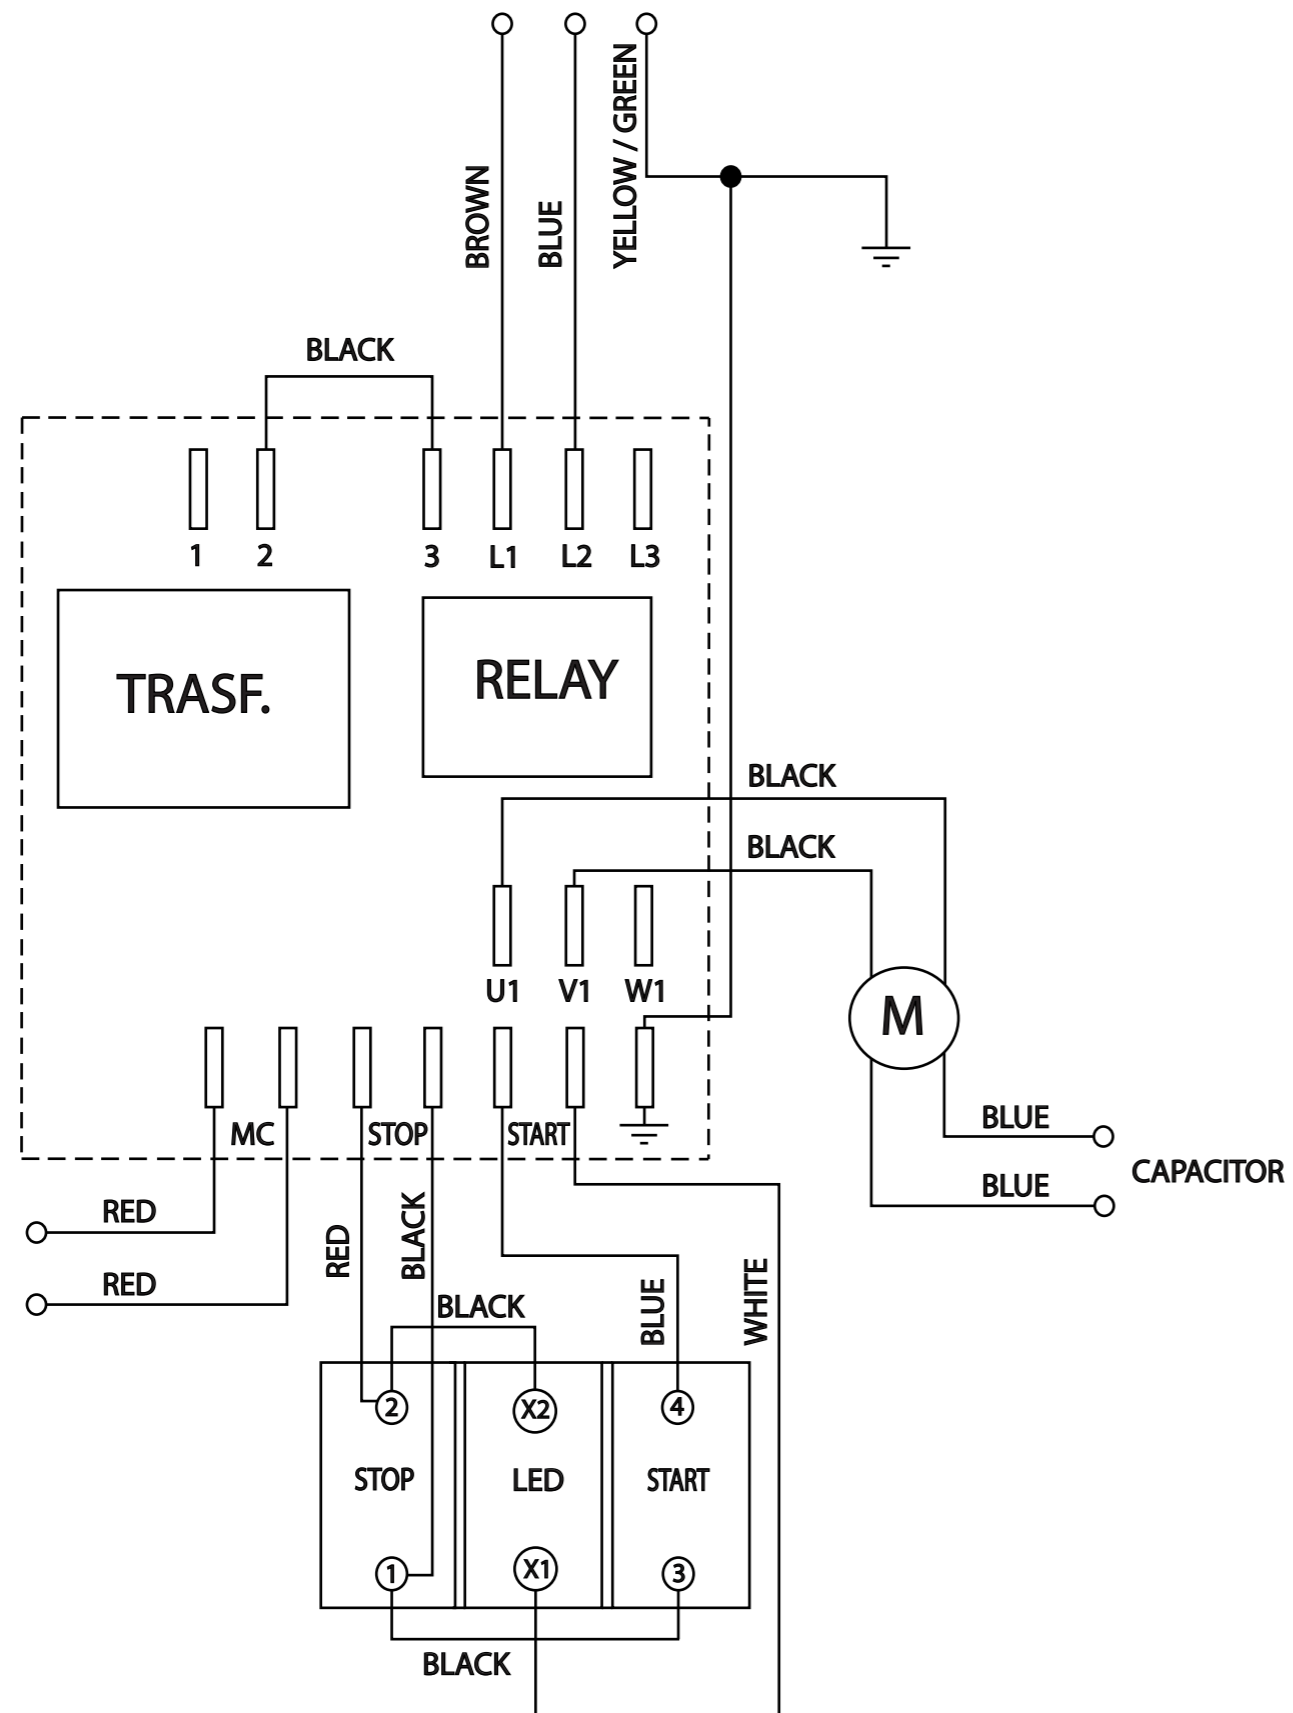 BROWN
BLUE
YELLOW / GREEN
BLACK
1
2
3
L1
L2
L3
TRASF.
RELAY
BLACK
BLACK
U1
V1
W1
M
MC
STOP
START
BLUE
CAPACITOR
BLUE
RED
RED
RED
BLACK
BLACK
BLUE
WHITE
2
X2
4
STOP
LED
START
1
X1
3
BLACK